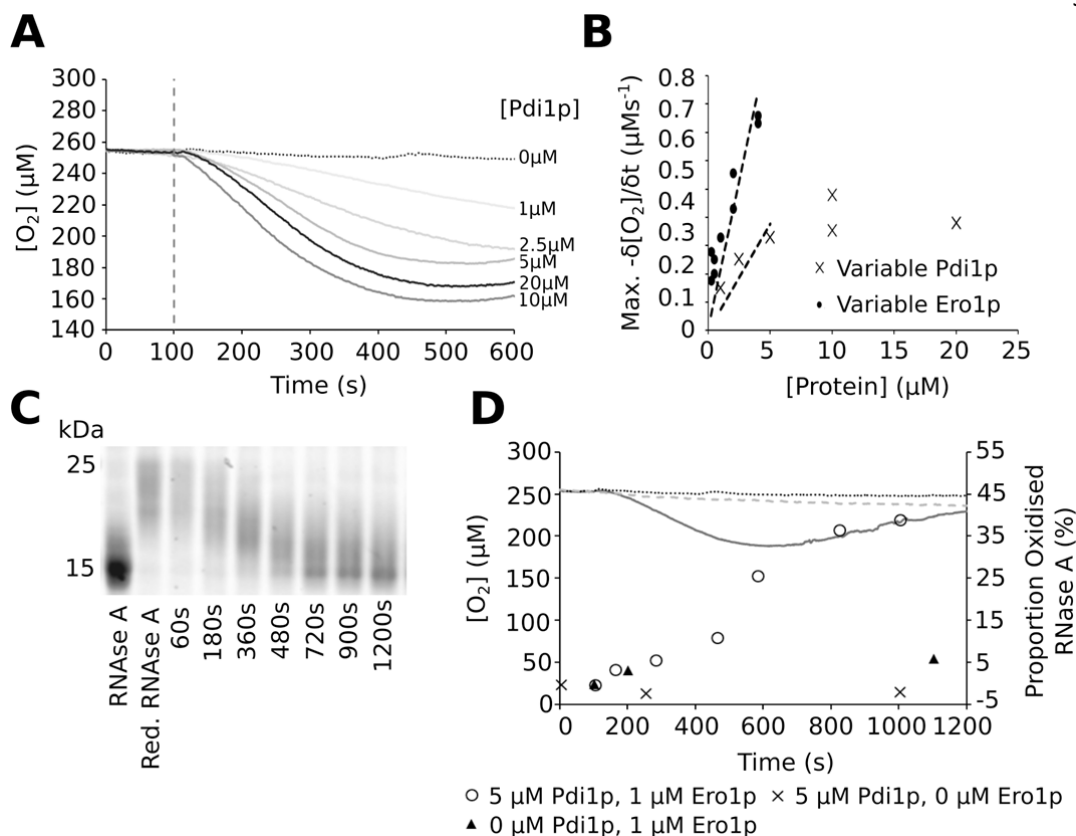 A
[O₂] (μM)
300
280
260
240
220
200
180
160
140
0
100
200
300
400
500
600
Time (s)
[Pdi1p]
0μM
1μM
2.5μM
5μM
20μM
10μM
B
Max. -δ[O₂]/δt (μMs⁻¹)
0.8
0.7
0.6
0.5
0.4
0.3
0.2
0.1
0
0
5
10
15
20
25
[Protein] (μM)
× Variable Pdi1p
• Variable Ero1p
C
kDa
25
15
RNAse A
Red. RNAse A
60s
180s
360s
480s
720s
900s
1200s
D
[O₂] (μM)
300
250
200
150
100
50
0
0
200
400
600
800
1000
1200
Time (s)
55
45
35
25
15
5
-5
Proportion Oxidised
RNase A (%)
○ 5 μM Pdi1p, 1 μM Ero1p × 5 μM Pdi1p, 0 μM Ero1p
▲ 0 μM Pdi1p, 1 μM Ero1p